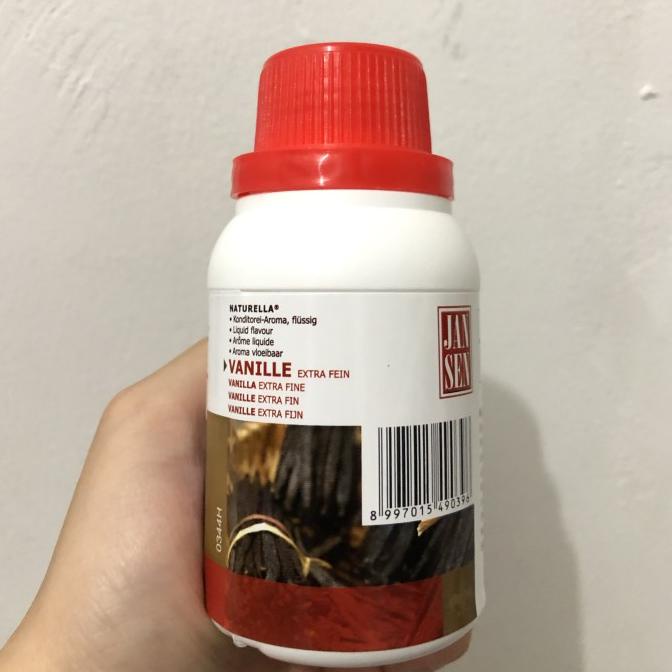 NATURELLA®
• Konditorei-Aroma, flüssig
• Liquid flavour
• Arôme liquide
• Aroma vloeibaar
VANILLE EXTRA FEIN
VANILLA EXTRA FINE
VANILLE EXTRA FIN
VANILLE EXTRA FIJN
JAN
SEN
8 997015 490396
0344H